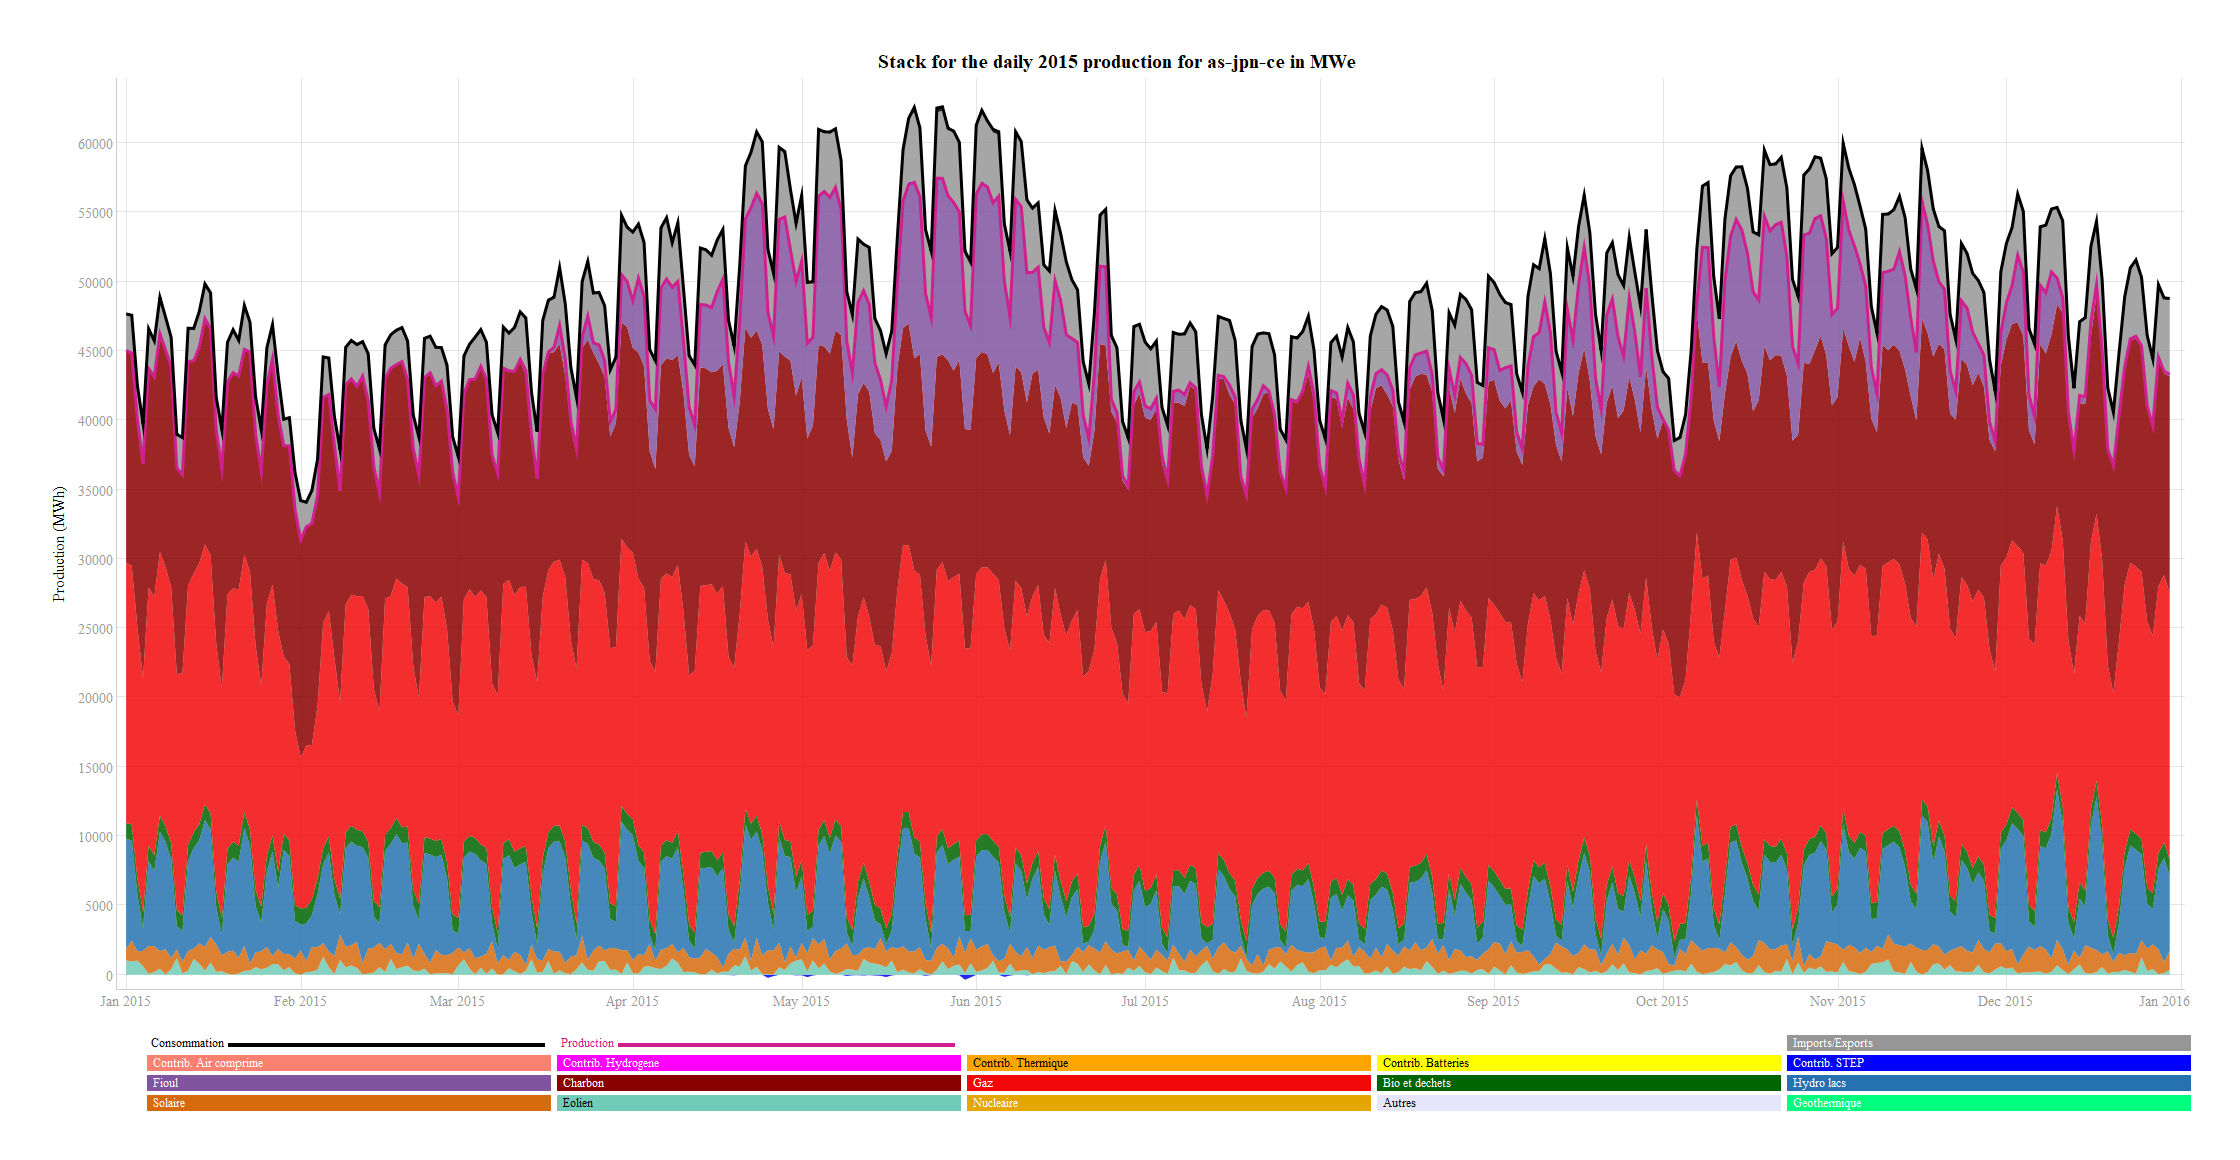 Stack for the daily 2015 production for as-jpn-ce in MWe
60000
55000
50000
45000
40000
35000
30000
25000
20000
15000
10000
5000
0
Production (MWh)
Jan 2015 Feb 2015 Mar 2015 Apr 2015 May 2015 Jun 2015 Jul 2015 Aug 2015 Sep 2015 Oct 2015 Nov 2015 Dec 2015 Jan 2016
Consommation Production Imports/Exports
Contrib. Air comprime Contrib. Hydrogene Contrib. Thermique Contrib. Batteries Contrib. STEP
Fioul Charbon Gaz Bio et dechets Hydro lacs
Solaire Eolien Nucleaire Autres Geothermique